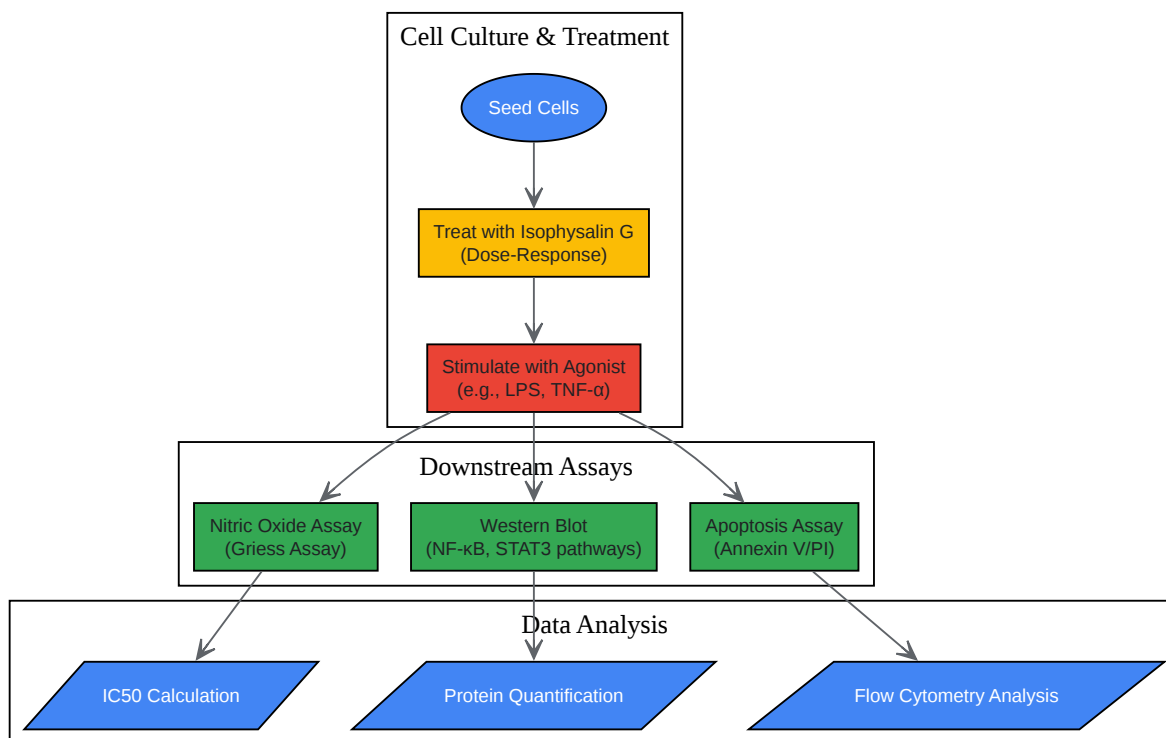 Cell Culture & Treatment
Seed Cells
Treat with Isophysalin G
(Dose-Response)
Stimulate with Agonist
(e.g., LPS, TNF-α)
Downstream Assays
Nitric Oxide Assay
(Griess Assay)
Western Blot
(NF-κB, STAT3 pathways)
Apoptosis Assay
(Annexin V/PI)
Data Analysis
IC50 Calculation
Protein Quantification
Flow Cytometry Analysis